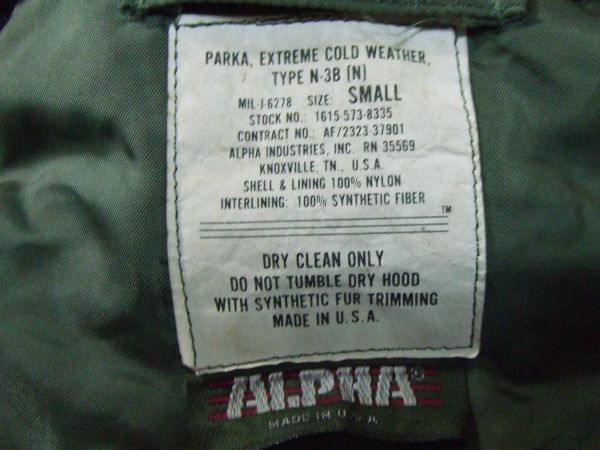 PARKA, EXTREME COLD WEATHER,
TYPE N-3B (N)
MIL-J-6278 SIZE: SMALL
STOCK NO.: 1615-573-8335
CONTRACT NO.: AF/2323-37901
ALPHA INDUSTRIES, INC. RN 35569
KNOXVILLE, TN., U.S.A.
SHELL & LINING 100% NYLON
INTERLINING: 100% SYNTHETIC FIBER
TM
DRY CLEAN ONLY
DO NOT TUMBLE DRY HOOD
WITH SYNTHETIC FUR TRIMMING
MADE IN U.S.A.
ALPHA
MADE IN U.S.A